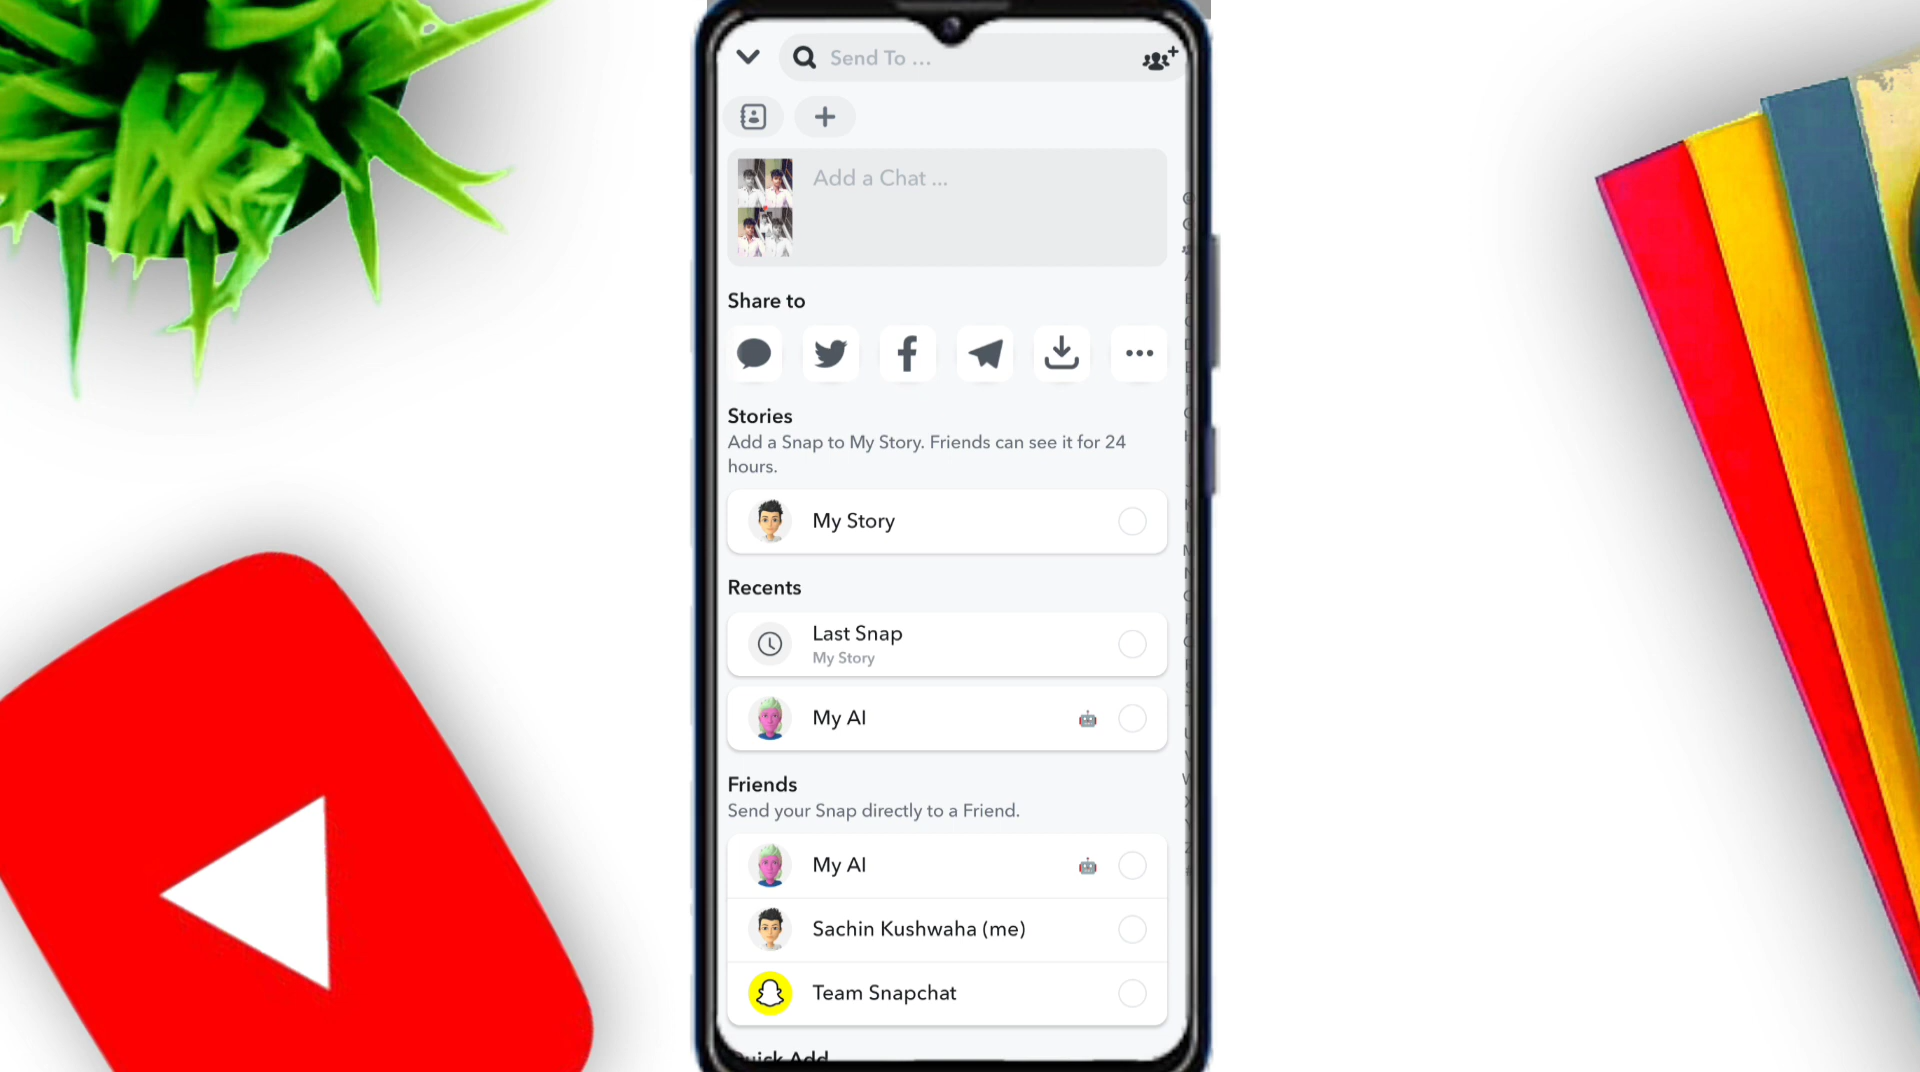 Send To ...
Add a Chat ...
Share to
Stories
Add a Snap to My Story. Friends can see it for 24
hours.
My Story
Recents
Last Snap
My Story
My AI
Friends
Send your Snap directly to a Friend.
My AI
Sachin Kushwaha (me)
Team Snapchat
Quick Add